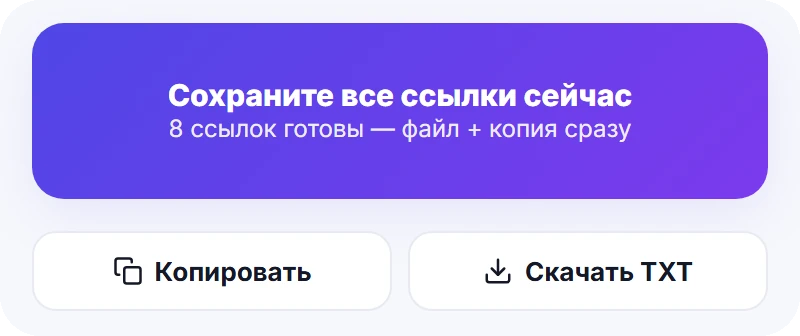 Сохраните все ссылки сейчас
8 ссылок готовы — файл + копия сразу
Копировать
Скачать TXT